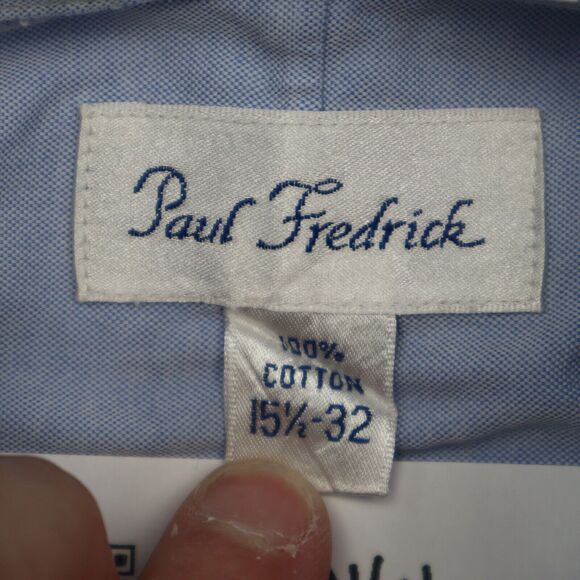 Paul Fredrick
100%
COTTON
15½-32